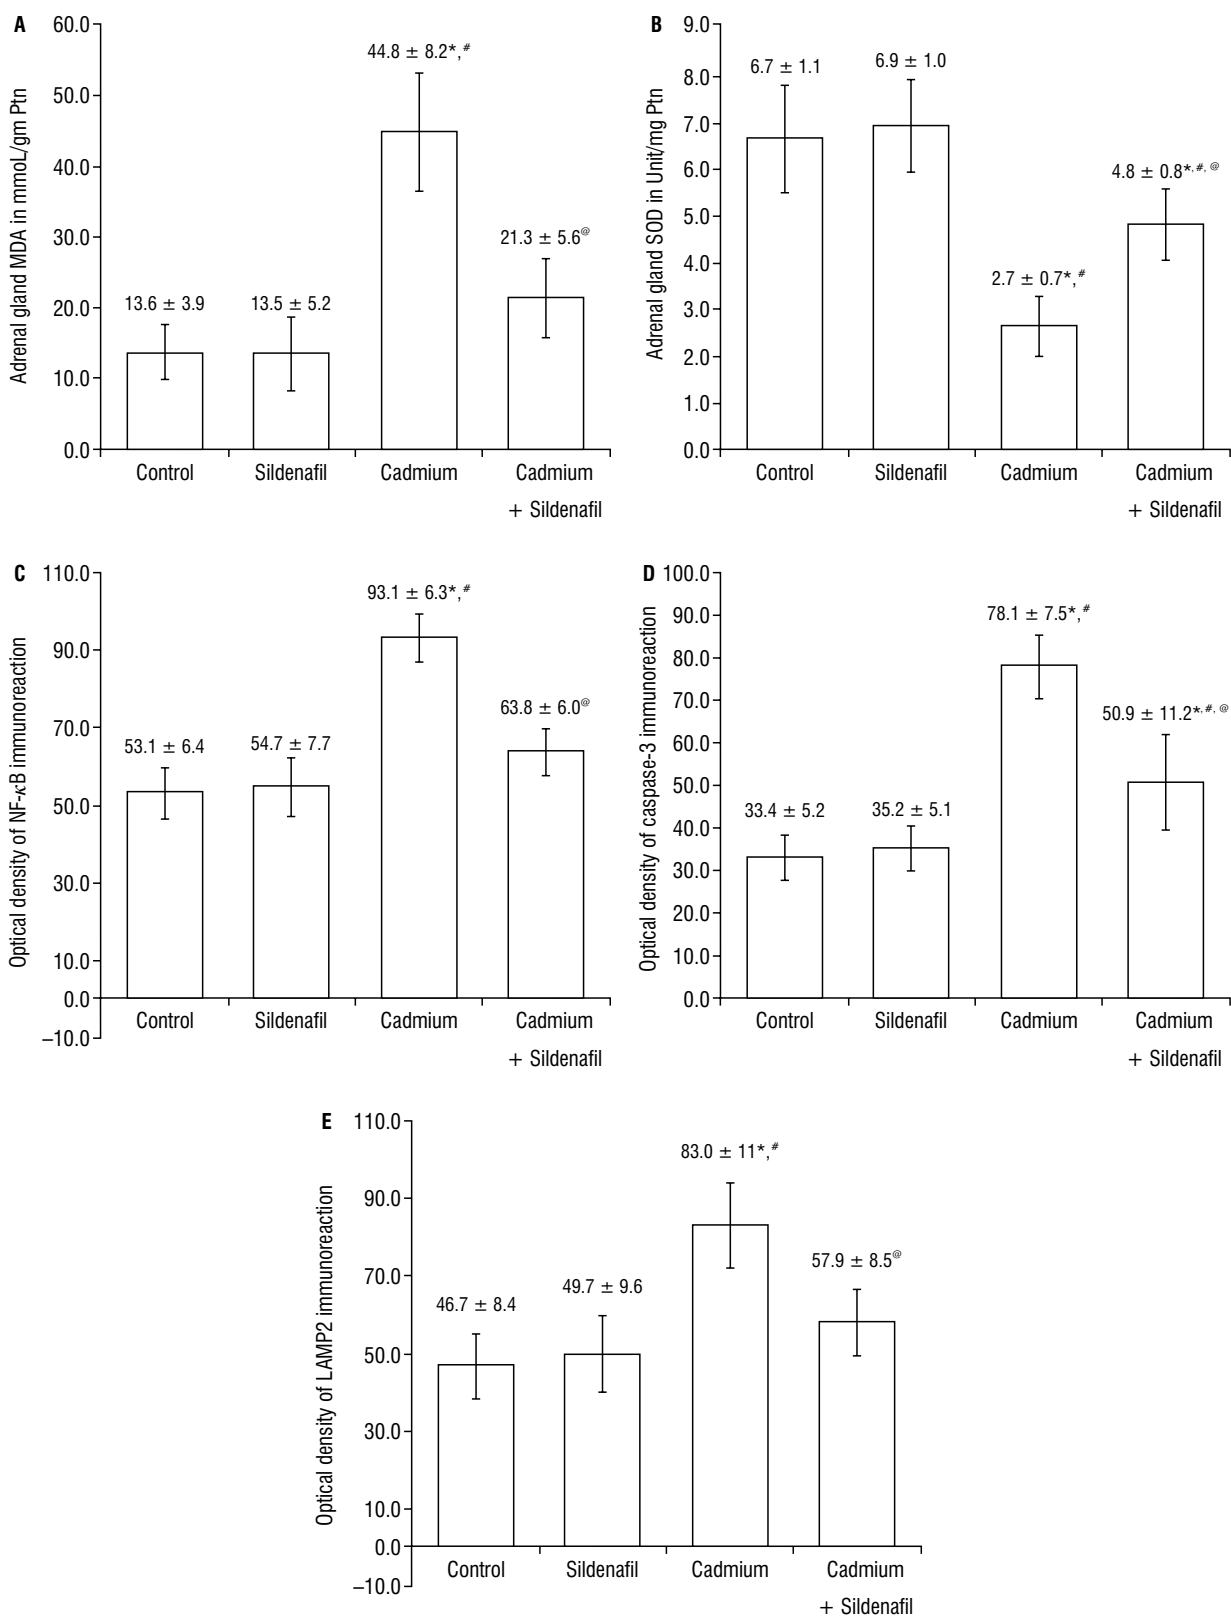 A
Adrenal gland MDA in mmoL/gm Ptn
60.0
50.0
40.0
30.0
20.0
10.0
0.0
13.6 ± 3.9
13.5 ± 5.2
44.8 ± 8.2*,#
21.3 ± 5.6@
Control
Sildenafil
Cadmium
Cadmium
+ Sildenafil
B
Adrenal gland SOD in Unit/mg Ptn
9.0
8.0
7.0
6.0
5.0
4.0
3.0
2.0
1.0
0.0
6.7 ± 1.1
6.9 ± 1.0
2.7 ± 0.7*,#
4.8 ± 0.8*,#,@
Control
Sildenafil
Cadmium
Cadmium
+ Sildenafil
C
Optical density of NF-κB immunoreaction
110.0
90.0
70.0
50.0
30.0
10.0
0.0
–10.0
53.1 ± 6.4
54.7 ± 7.7
93.1 ± 6.3*,#
63.8 ± 6.0@
Control
Sildenafil
Cadmium
Cadmium
+ Sildenafil
D
Optical density of caspase-3 immunoreaction
100.0
90.0
80.0
70.0
60.0
50.0
40.0
30.0
20.0
10.0
0.0
33.4 ± 5.2
35.2 ± 5.1
78.1 ± 7.5*,#
50.9 ± 11.2*,#,@
Control
Sildenafil
Cadmium
Cadmium
+ Sildenafil
E
Optical density of LAMP2 immunoreaction
110.0
90.0
70.0
50.0
30.0
10.0
0.0
–10.0
46.7 ± 8.4
49.7 ± 9.6
83.0 ± 11*,#
57.9 ± 8.5@
Control
Sildenafil
Cadmium
Cadmium
+ Sildenafil